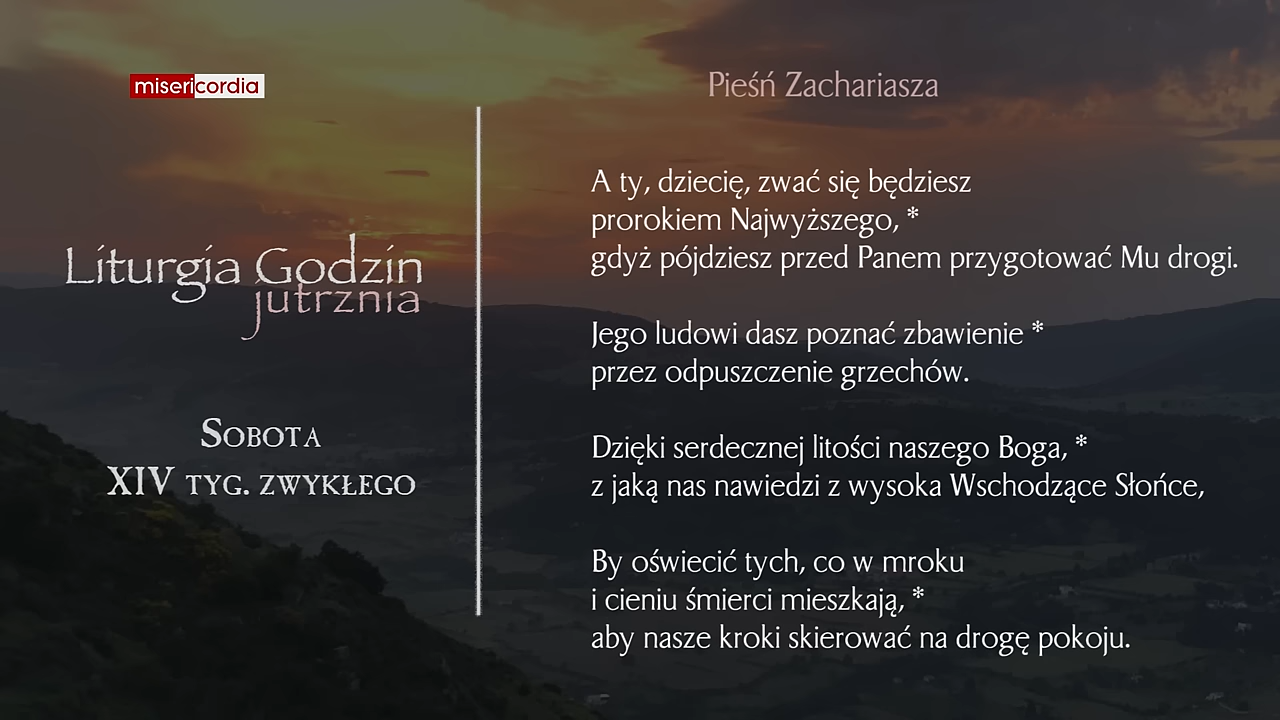 misericordia
Liturgia Godzin
jutrznia
Sobota
XIV tyg. zwykłego
Pieśń Zachariasza
A ty, dziecię, zwać się będziesz
prorokiem Najwyższego, *
gdyż pójdziesz przed Panem przygotować Mu drogi.
Jego ludowi dasz poznać zbawienie *
przez odpuszczenie grzechów.
Dzięki serdecznej litości naszego Boga, *
z jaką nas nawiedzi z wysoka Wschodzące Słońce,
By oświecić tych, co w mroku
i cieniu śmierci mieszkają, *
aby nasze kroki skierować na drogę pokoju.